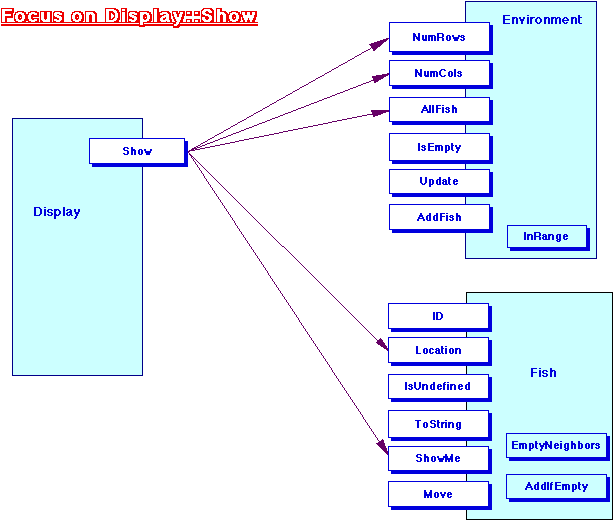 Focus on Display::Show
Environment
NumRows
NumCols
AllFish
IsEmpty
Update
AddFish
InRange
Show
Display
ID
Location
IsUndefined
ToString
ShowMe
Move
Fish
EmptyNeighbors
AddIfEmpty